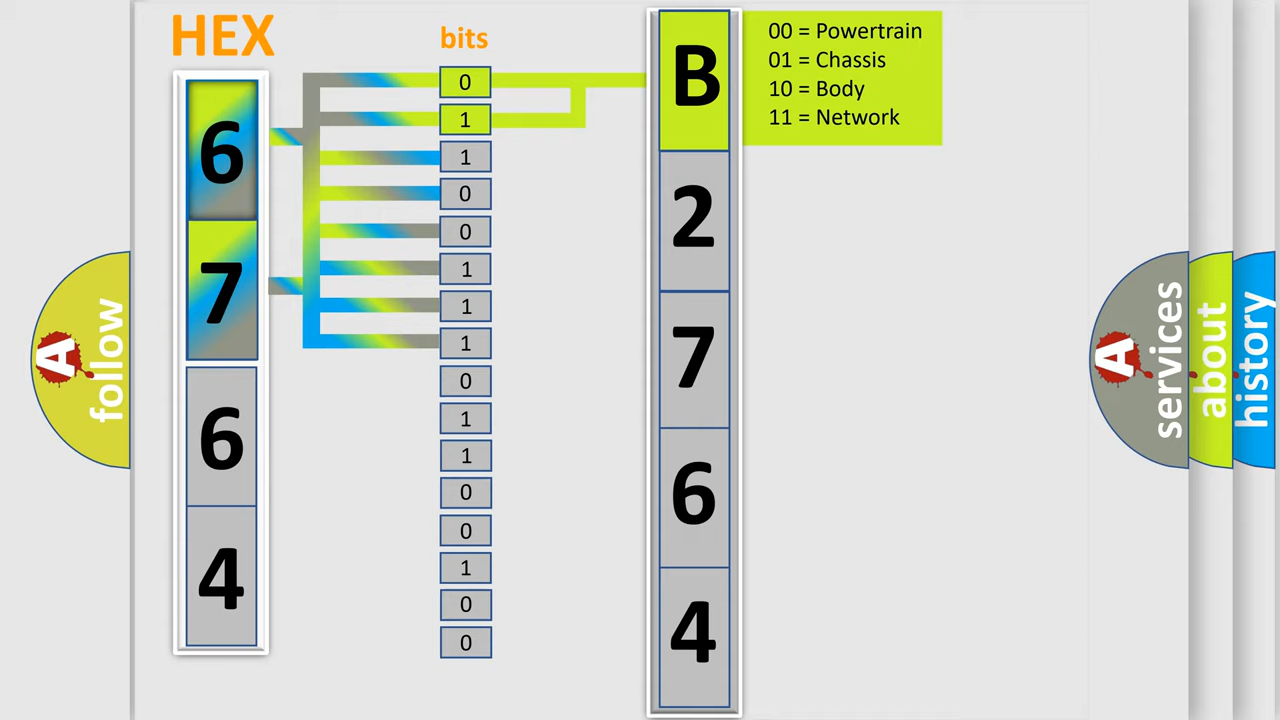 HEX
bits
6
7
6
4
0
1
1
0
0
1
1
1
0
1
1
0
0
1
0
0
B
2
7
6
4
00 = Powertrain
01 = Chassis
10 = Body
11 = Network
A
follow
A
services
about
history